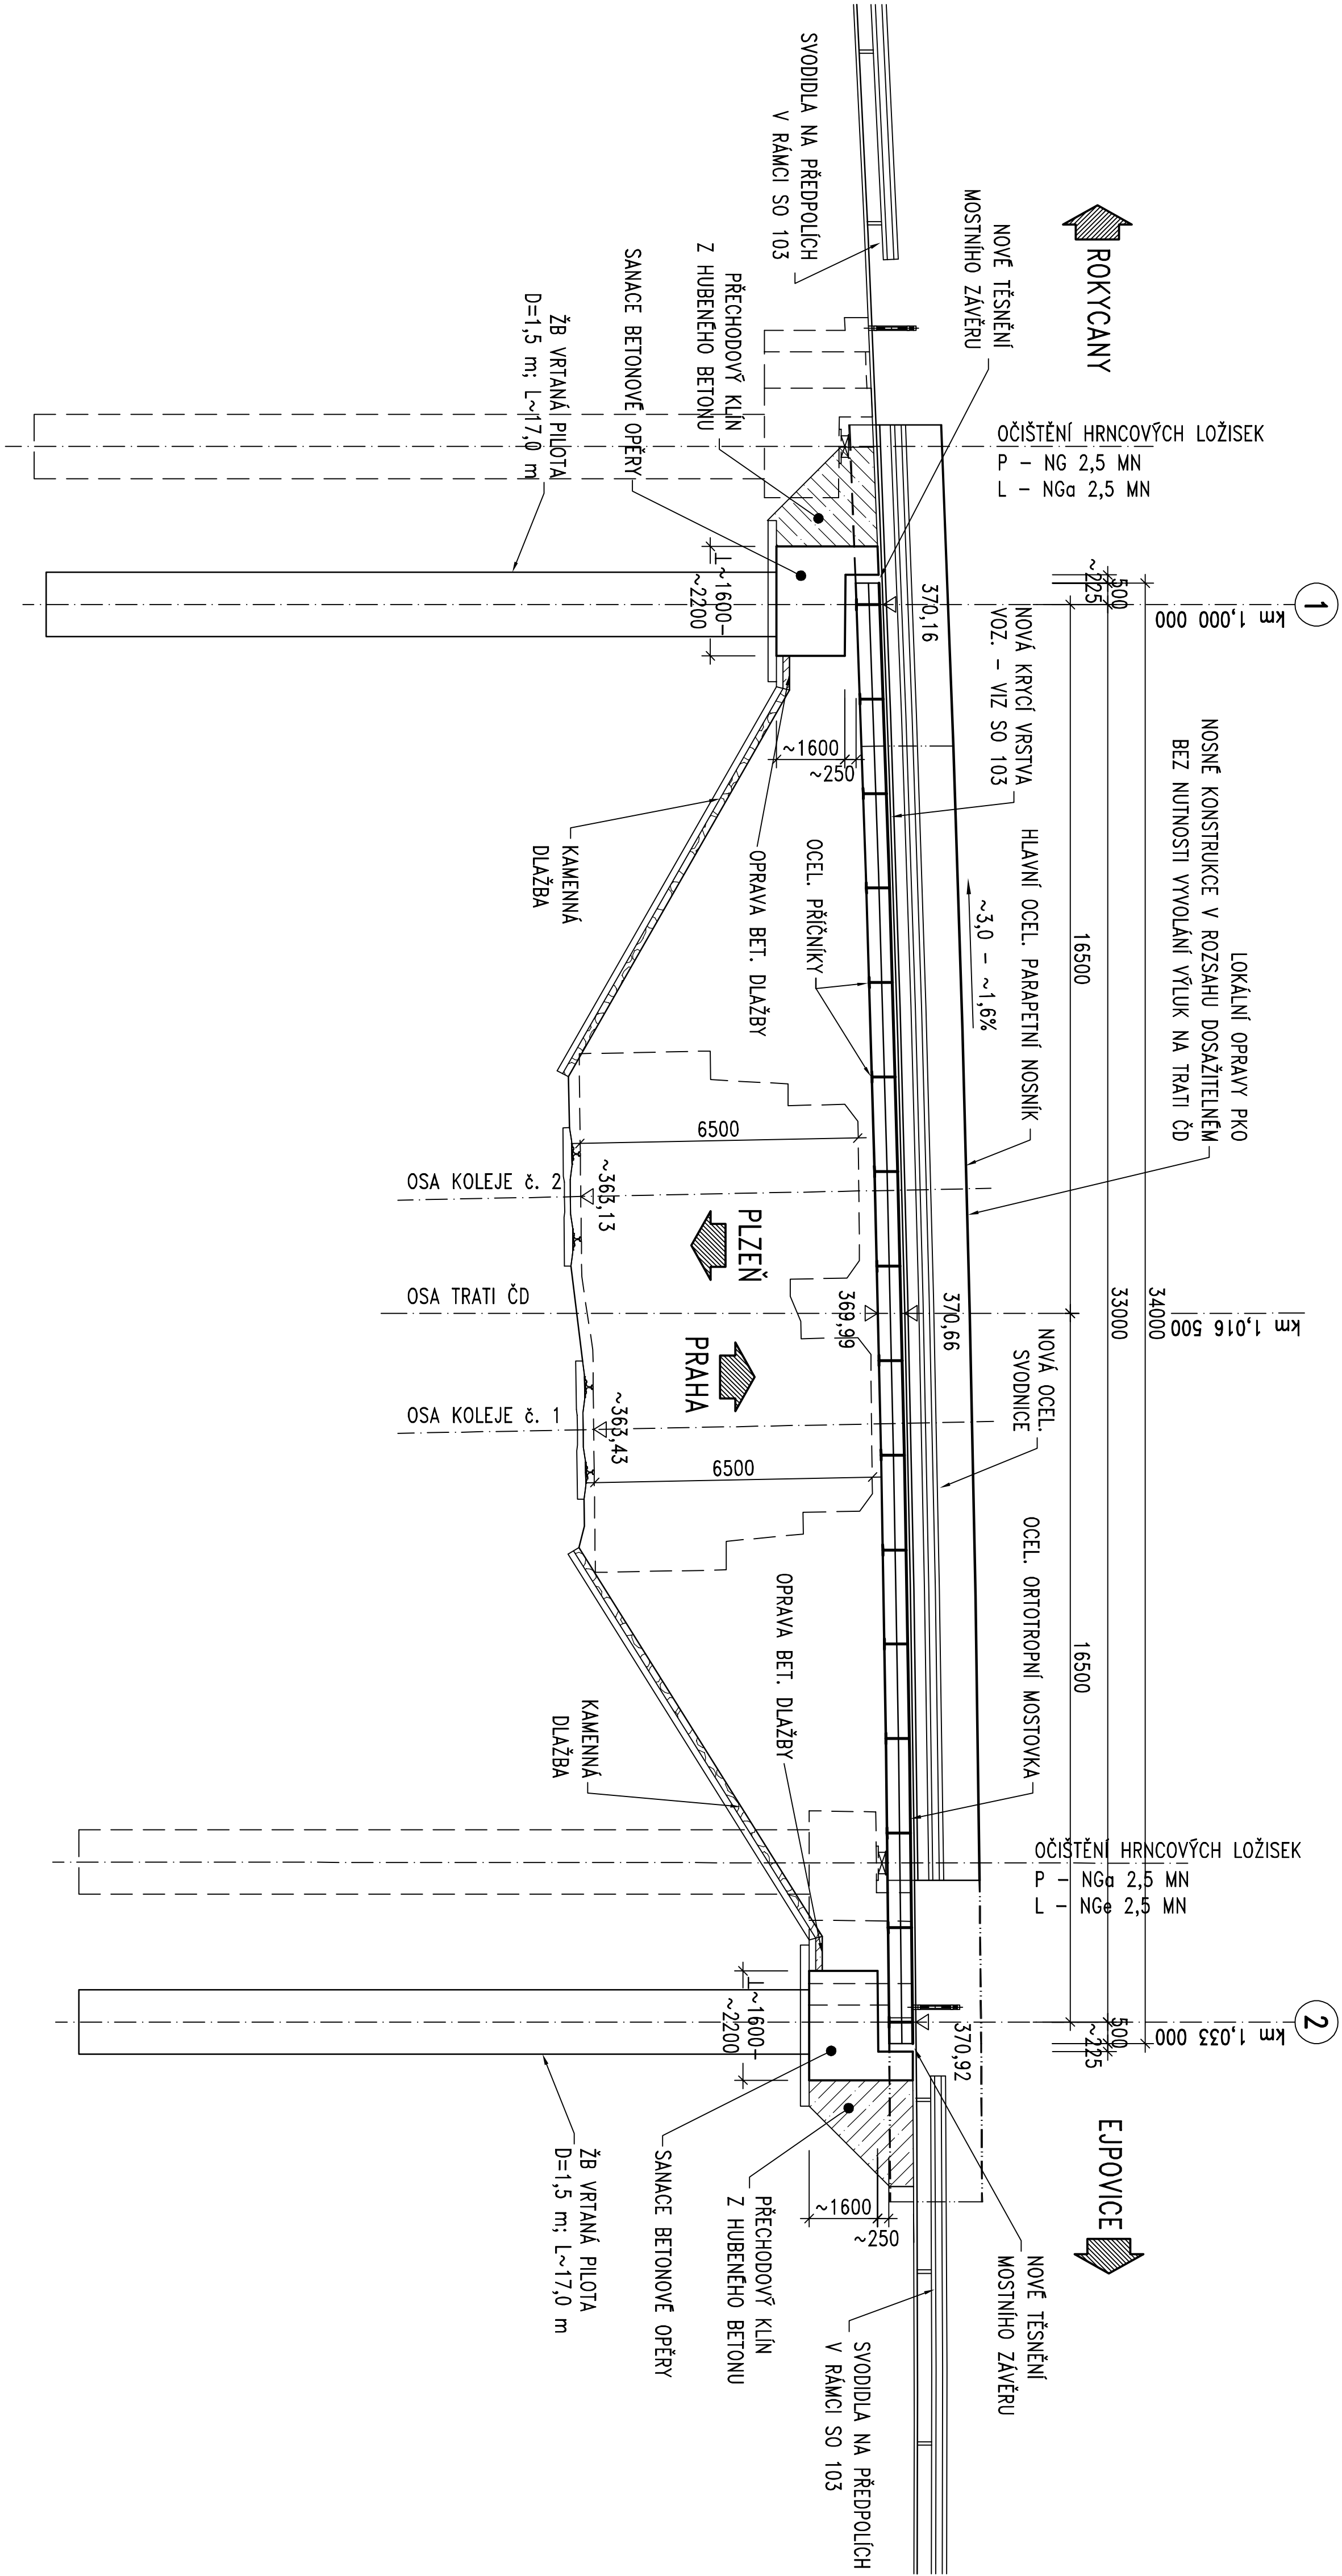 ROKYCANY
EJPOVICE
1
km 1,000 000
km 1,016 500
2
km 1,033 000
34000
33000
500
~225
16500
16500
500
~225
LOKÁLNÍ OPRAVY PKO
NOSNÉ KONSTRUKCE V ROZSAHU DOSAŽITELNÉM
BEZ NUTNOSTI VYVOLÁNÍ VÝLUK NA TRATI ČD
OČIŠTĚNÍ HRNCOVÝCH LOŽISEK
P - NG 2,5 MN
L - NGa 2,5 MN
OČIŠTĚNÍ HRNCOVÝCH LOŽISEK
P - NGa 2,5 MN
L - NGe 2,5 MN
NOVÉ TĚSNĚNÍ
MOSTNÍHO ZÁVĚRU
NOVÁ KRYCÍ VRSTVA
VOZ. - VIZ SO 103
HLAVNÍ OCEL. PARAPETNÍ NOSNÍK
~3,0 - ~1,6%
NOVÁ OCEL.
SVODNICE
OCEL. ORTOTROPNÍ MOSTOVKA
NOVÉ TĚSNĚNÍ
MOSTNÍHO ZÁVĚRU
370,16
370,66
370,92
369,99
SVODIDLA NA PŘEDPOLÍCH
V RÁMCI SO 103
SVODIDLA NA PŘEDPOLÍCH
V RÁMCI SO 103
OCEL. PŘÍČNÍKY
~1600
~250
~1600
~250
OPRAVA BET. DLAŽBY
OPRAVA BET. DLAŽBY
PŘECHODOVÝ KLÍN
Z HUBENÉHO BETONU
PŘECHODOVÝ KLÍN
Z HUBENÉHO BETONU
~1600-
~2200
~1600-
~2200
6500
6500
PLZEŇ
PRAHA
SANACE BETONOVÉ OPĚRY
SANACE BETONOVÉ OPĚRY
~363,13
~363,43
KAMENNÁ
DLAŽBA
KAMENNÁ
DLAŽBA
ŽB VRTANÁ PILOTA
D=1,5 m; L~17,0 m
ŽB VRTANÁ PILOTA
D=1,5 m; L~17,0 m
OSA KOLEJE č. 2
OSA TRATI ČD
OSA KOLEJE č. 1